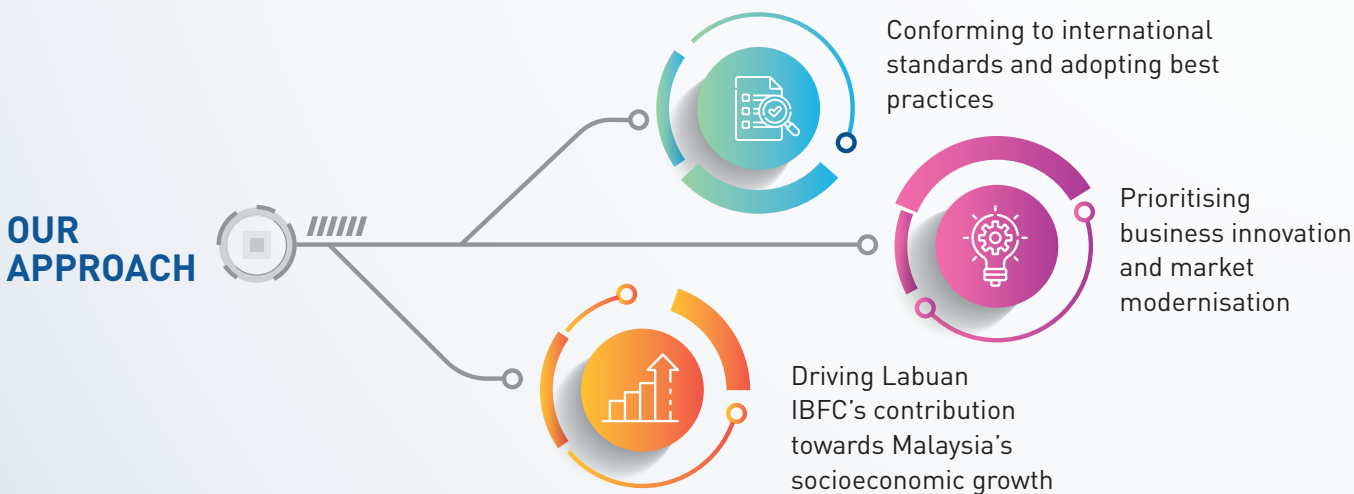 OUR
APPROACH
Conforming to international
standards and adopting best
practices
Prioritising
business innovation
and market
modernisation
Driving Labuan
IBFC’s contribution
towards Malaysia’s
socioeconomic growth